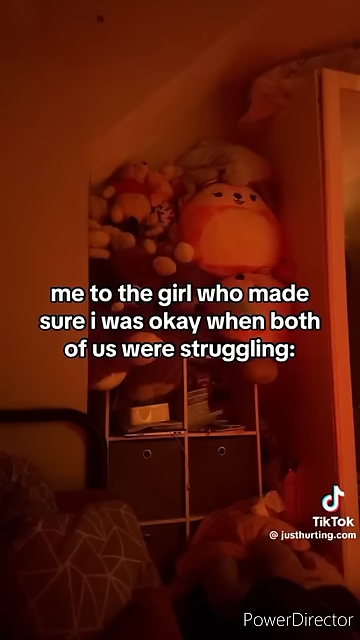 me to the girl who made
sure i was okay when both
of us were struggling:
TikTok
@ justhurting.com
PowerDirector